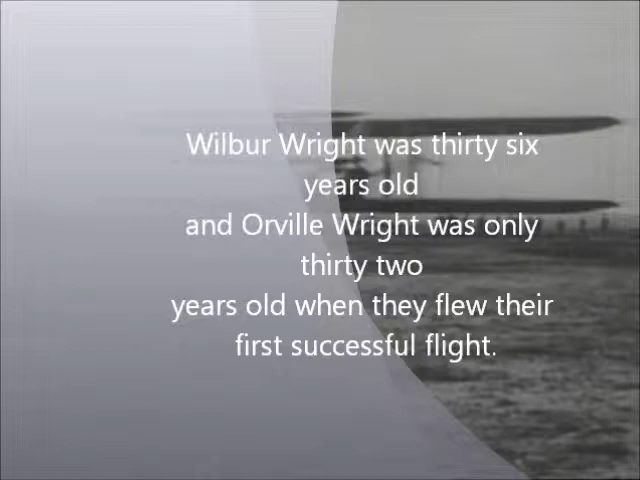 Wilbur Wright was thirty six
years old
and Orville Wright was only
thirty two
years old when they flew their
first successful flight.